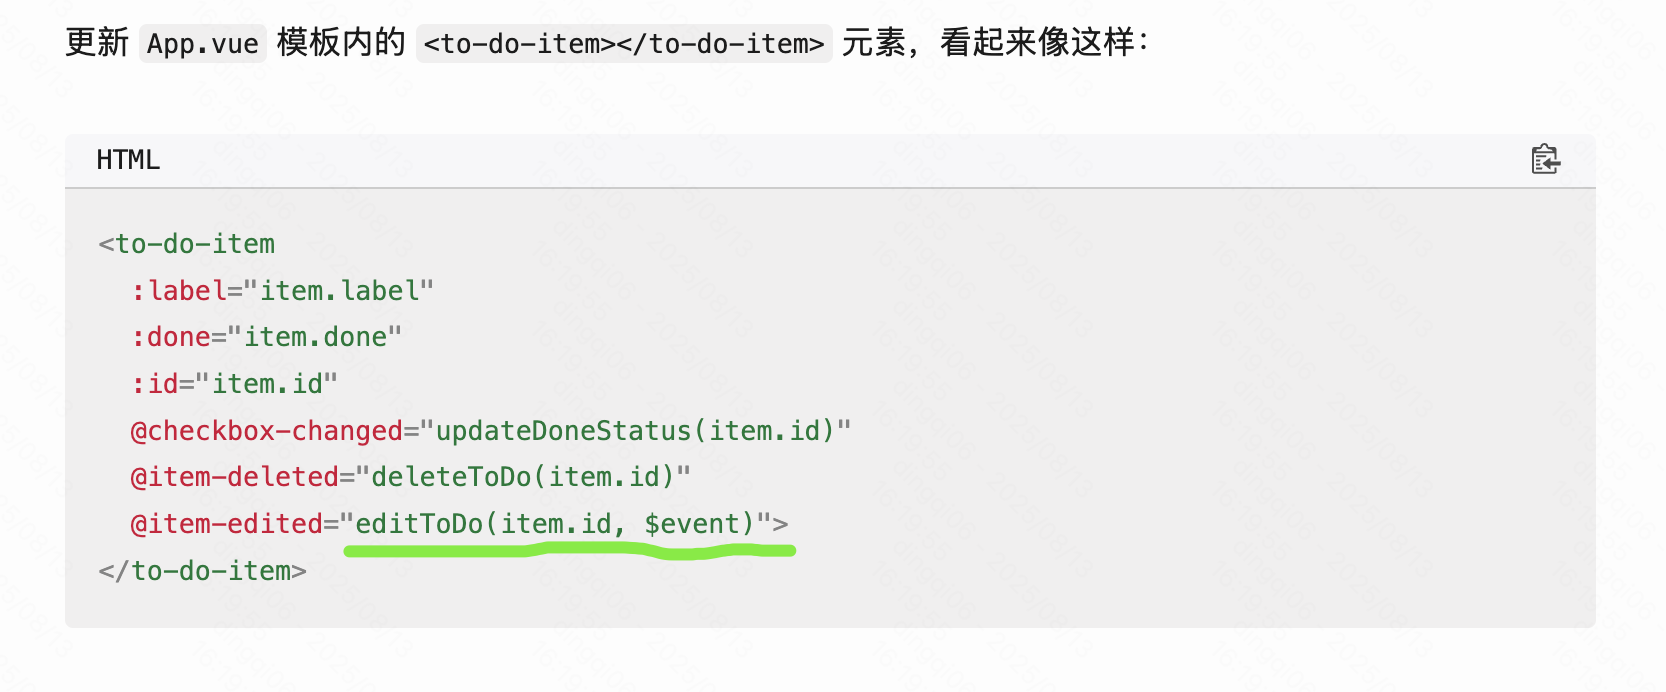 更新 App.vue 模板内的 <to-do-item></to-do-item> 元素，看起来像这样：
HTML
<to-do-item
:label="item.label"
:done="item.done"
:id="item.id"
@checkbox-changed="updateDoneStatus(item.id)"
@item-deleted="deleteToDo(item.id)"
@item-edited="editToDo(item.id, $event)">
</to-do-item>